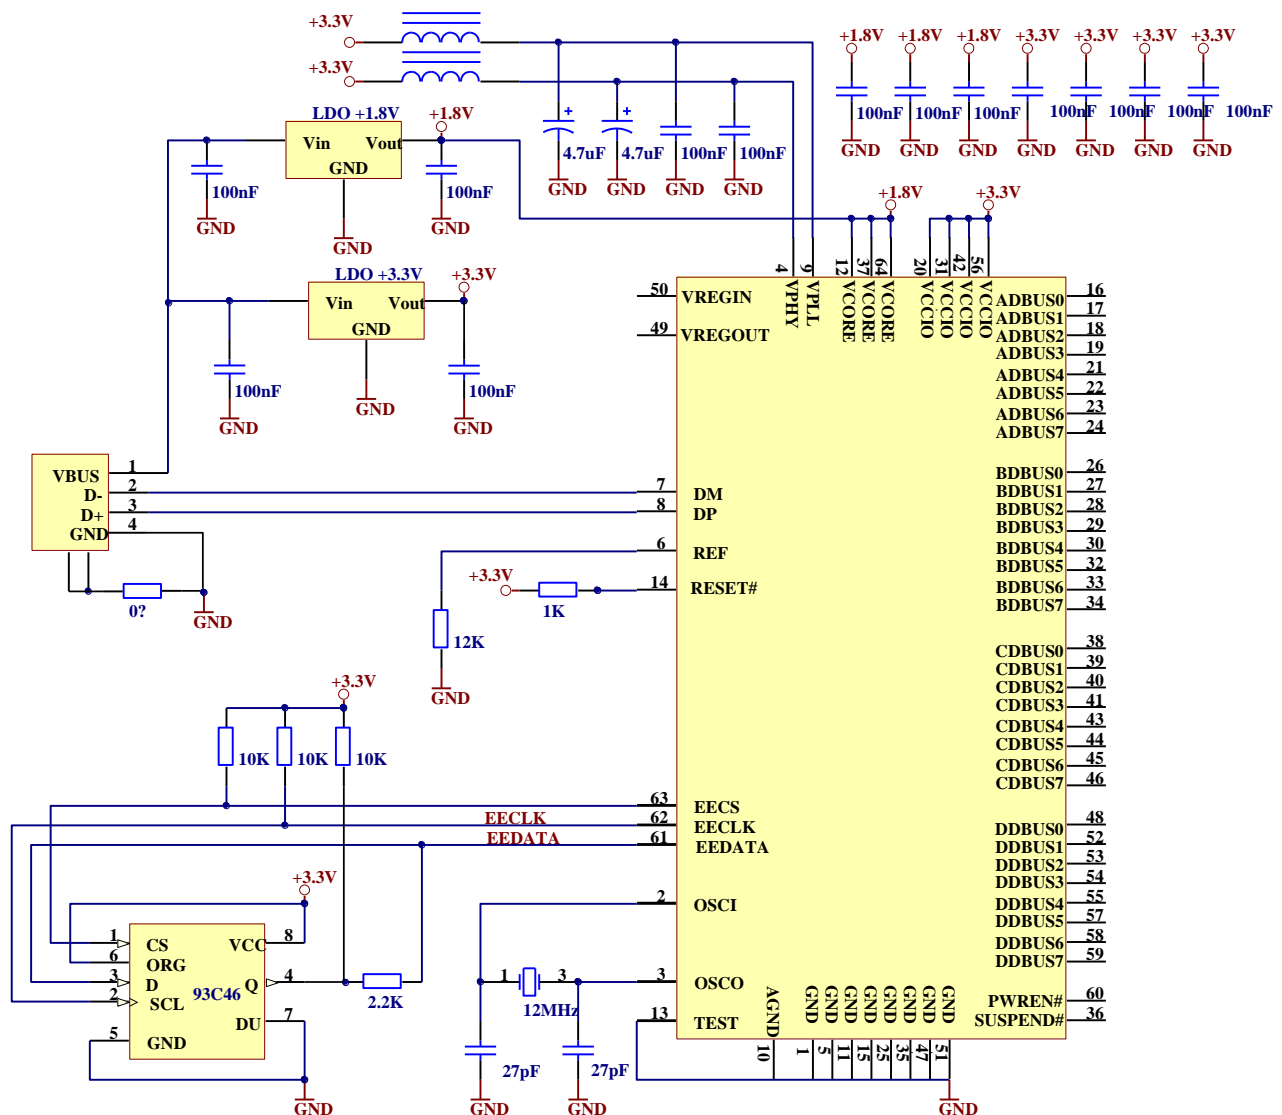 +3.3V
+3.3V
+1.8V +1.8V +1.8V +3.3V +3.3V +3.3V +3.3V
100nF 100nF 100nF 100nF 100nF 100nF 100nF
GND GND GND GND GND GND GND
LDO +1.8V
+1.8V
Vin Vout
GND
100nF
100nF
GND
GND
GND
4.7uF 4.7uF 100nF 100nF
GND GND GND GND
+1.8V
+3.3V
LDO +3.3V
+3.3V
Vin Vout
GND
100nF
100nF
GND
GND
GND
4 VPHY
9 VPLL
12 VCORE
37 VCORE
64 VCORE
20 VCCIO
31 VCCIO
42 VCCIO
56 VCCIO
50 VREGIN
49 VREGOUT
ADBUS0 16
ADBUS1 17
ADBUS2 18
ADBUS3 19
ADBUS4 21
ADBUS5 22
ADBUS6 23
ADBUS7 24
VBUS 1
D- 2
D+ 3
GND 4
0?
GND
7 DM
8 DP
6 REF
14 RESET#
+3.3V
1K
12K
GND
BDBUS0 26
BDBUS1 27
BDBUS2 28
BDBUS3 29
BDBUS4 30
BDBUS5 32
BDBUS6 33
BDBUS7 34
CDBUS0 38
CDBUS1 39
CDBUS2 40
CDBUS3 41
CDBUS4 43
CDBUS5 44
CDBUS6 45
CDBUS7 46
+3.3V
10K 10K 10K
EECLK
EEDATA
63 EECS
62 EECLK
61 EEDATA
DDBUS0 48
DDBUS1 52
DDBUS2 53
DDBUS3 54
DDBUS4 55
DDBUS5 57
DDBUS6 58
DDBUS7 59
+3.3V
1 CS
6 ORG
3 D
2 SCL
5 GND
93C46
VCC 8
Q 4
DU 7
2.2K
GND
2 OSCI
3 OSCO
13 TEST
1 3
12MHz
27pF 27pF
GND GND
PWREN# 60
SUSPEND# 36
AGND 10
GND 1
GND 5
GND 11
GND 15
GND 25
GND 35
GND 47
GND 51
GND